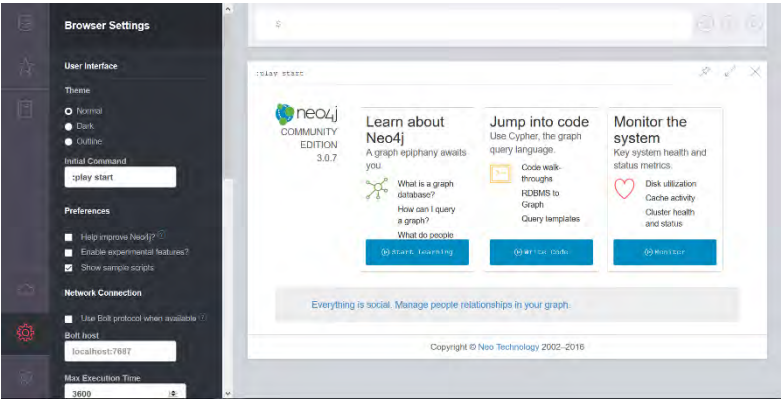 Browser Settings
User Interface
Theme
Normal
Dark
Outline
Initial Command
:play start
Preferences
Help improve Neo4j?
Enable experimental features?
Show sample scripts
Network Connection
Use Bolt protocol when available
Bolt host
localhost:7687
Max Execution Time
3600
$
:play start
neo4j
COMMUNITY
EDITION
3.0.7
Learn about
Neo4j
A graph epiphany awaits
you.
What is a graph
database?
How can I query
a graph?
What do people
Start Learning
Jump into code
Use Cypher, the graph
query language.
Code walk-
throughs
RDBMS to
Graph
Query templates
Write Code
Monitor the
system
Key system health and
status metrics.
Disk utilization
Cache activity
Cluster health
and status
Monitor
Everything is social. Manage people relationships in your graph.
Copyright © Neo Technology 2002–2016